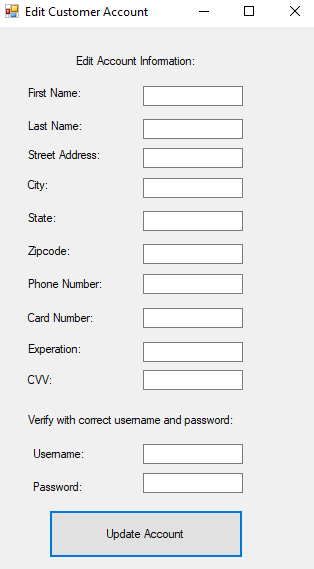 Edit Customer Account
Edit Account Information:
First Name:
Last Name:
Street Address:
City:
State:
Zipcode:
Phone Number:
Card Number:
Experation:
CVV:
Verify with correct username and password:
Username:
Password:
Update Account